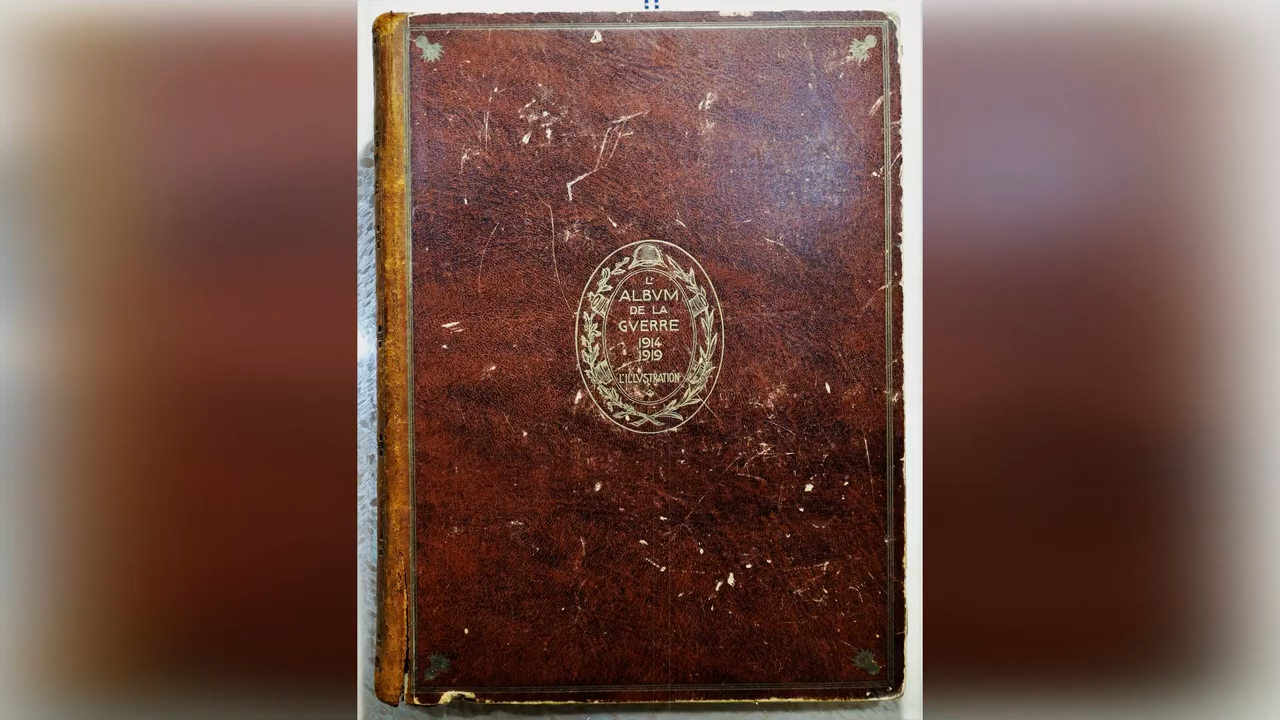 L'
ALBVM
DE LA
GVERRE
1914
1919
L'ILLVSTRATION